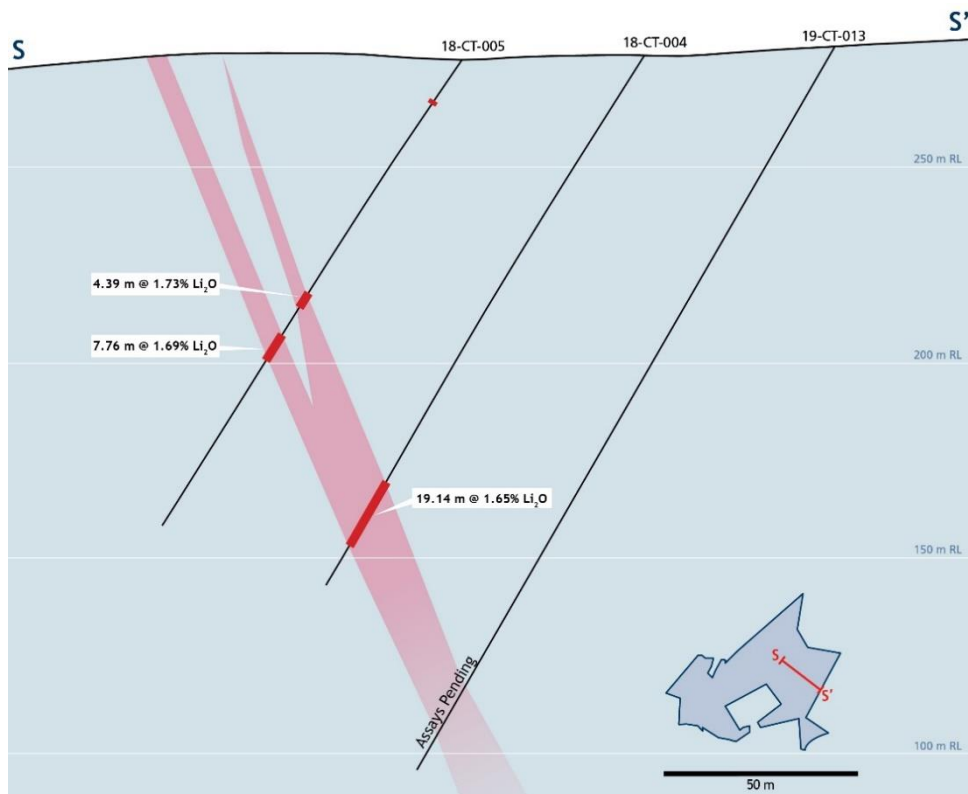 S
S'
18-CT-005
18-CT-004
19-CT-013
250 m RL
4.39 m @ 1.73% Li₂O
7.76 m @ 1.69% Li₂O
200 m RL
19.14 m @ 1.65% Li₂O
150 m RL
Assays Pending
S
S'
100 m RL
50 m